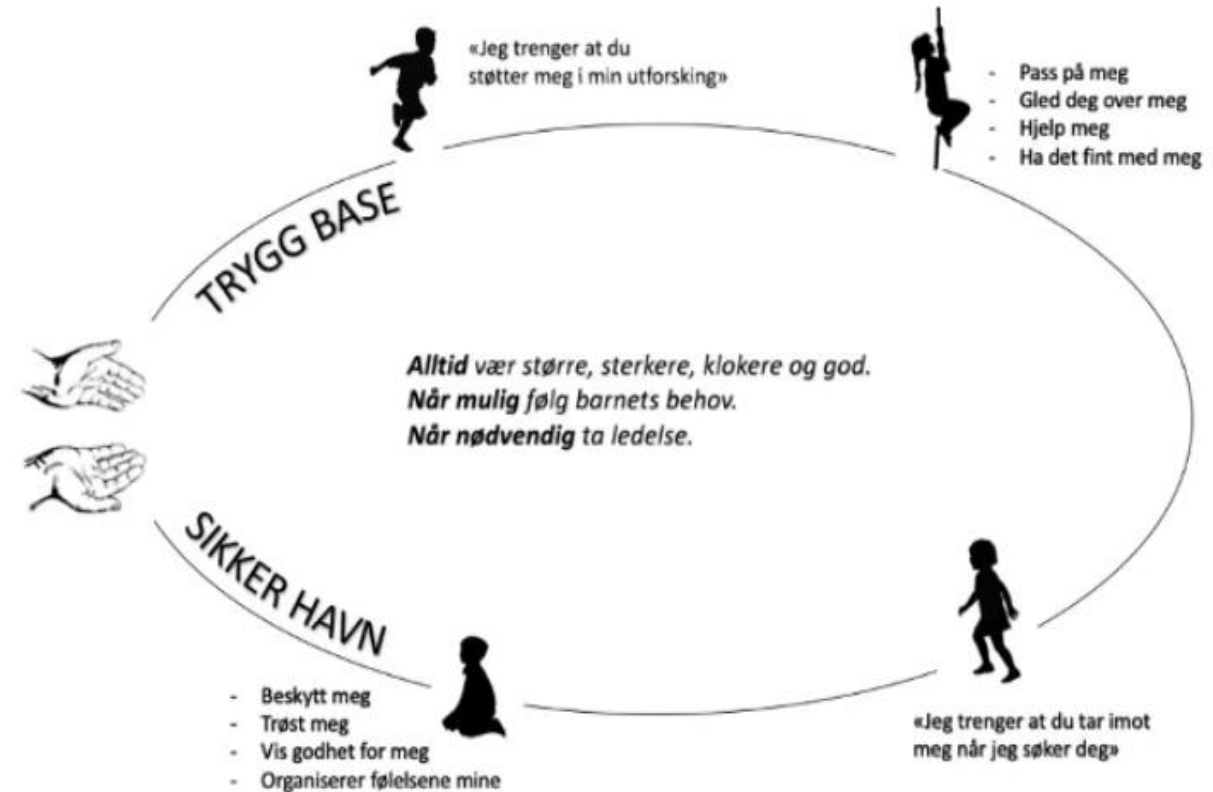 «Jeg trenger at du
støtter meg i min utforsking»
- Pass på meg
- Gled deg over meg
- Hjelp meg
- Ha det fint med meg
TRYGG BASE
Alltid vær større, sterkere, klokere og god.
Når mulig følg barnets behov.
Når nødvendig ta ledelse.
SIKKER HAVN
- Beskytt meg
- Trøst meg
- Vis godhet for meg
- Organiserer følelsene mine
«Jeg trenger at du tar imot
meg når jeg søker deg»